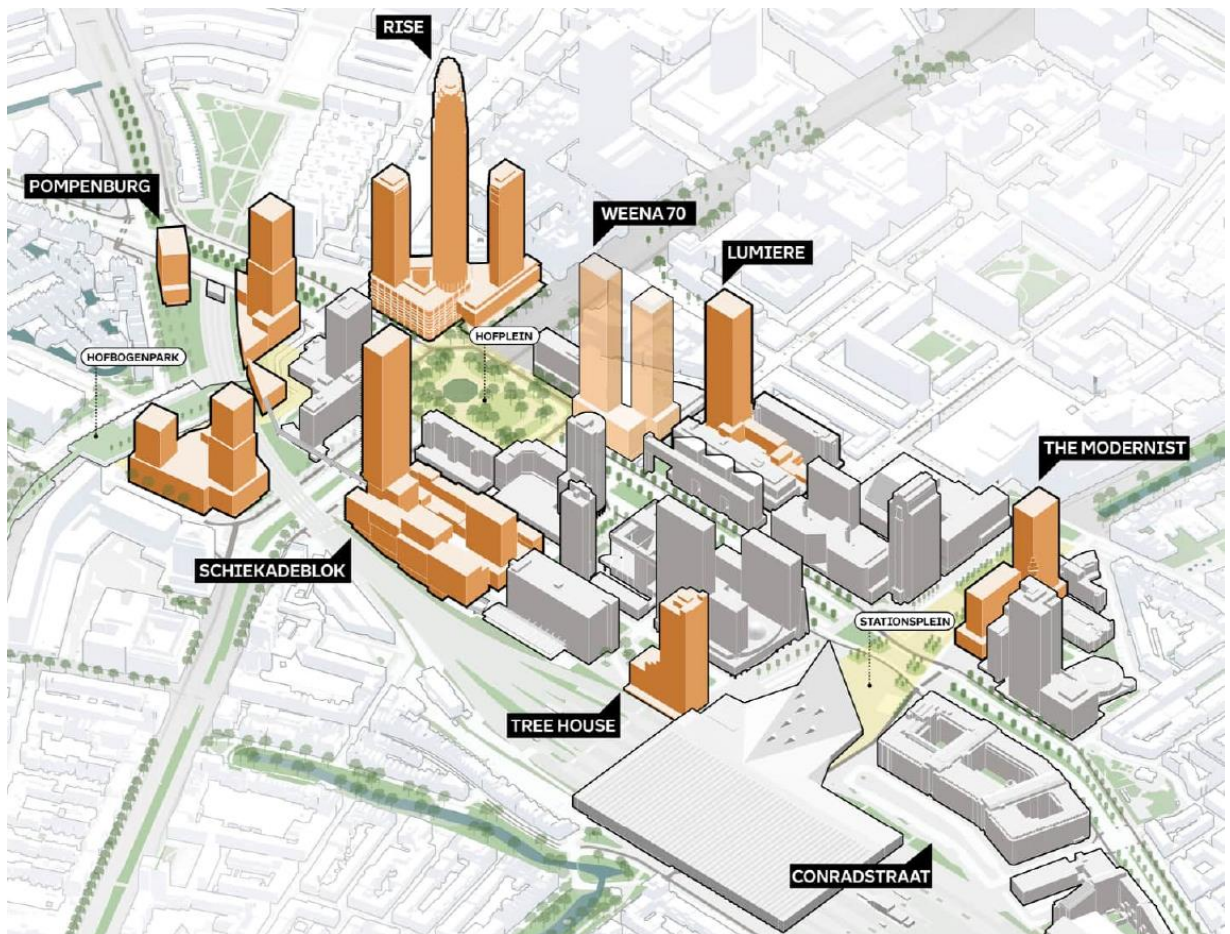 RISE
POMPENBURG
WEENA 70
LUMIERE
HOFPLEIN
HOFBOGENPARK
THE MODERNIST
SCHIEKADEBLOK
STATIONSPLEIN
TREE HOUSE
CONRADSTRAAT